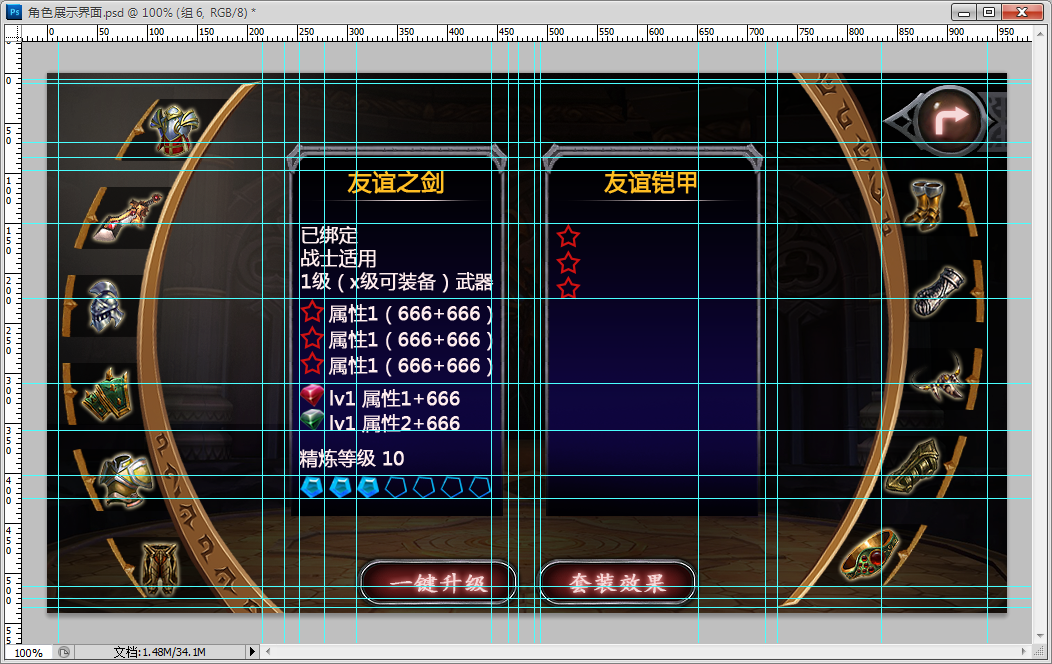 Ps 角色展示界面.psd @ 100% (组 6, RGB/8) *
0 50 100 150 200 250 300 350 400 450 500 550 600 650 700 750 800 850 900 950
0
50
100
150
200
250
300
350
400
450
500
55
友谊之剑
已绑定
战士适用
1级（x级可装备）武器
属性1（666+666）
属性1（666+666）
属性1（666+666）
lv1 属性1+666
lv1 属性2+666
精炼等级 10
友谊铠甲
一键升级
套装效果
100%
文档:1.48M/34.1M